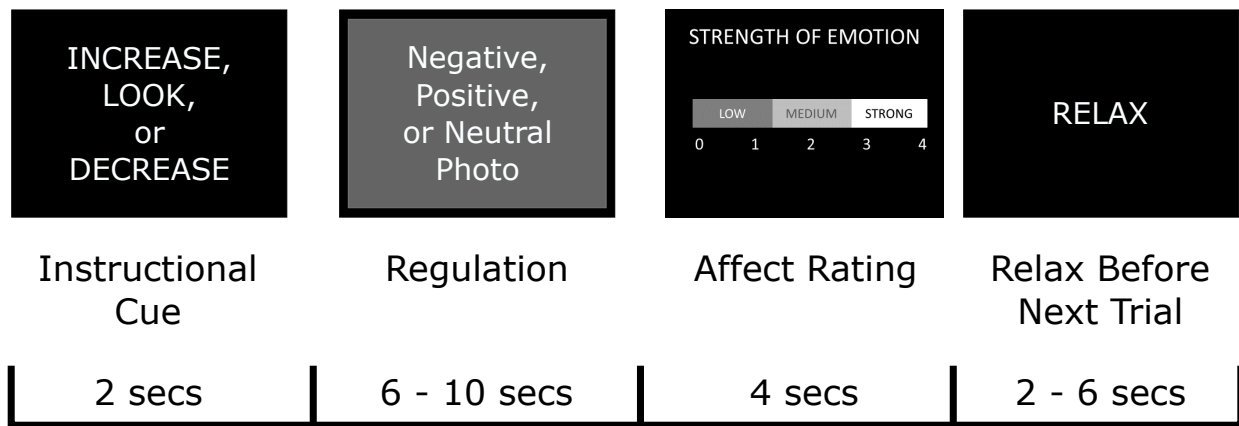 INCREASE,
LOOK,
or
DECREASE
Negative,
Positive,
or Neutral
Photo
STRENGTH OF EMOTION
LOW MEDIUM STRONG
0 1 2 3 4
RELAX
Instructional
Cue
Regulation
Affect Rating
Relax Before
Next Trial
2 secs
6 - 10 secs
4 secs
2 - 6 secs